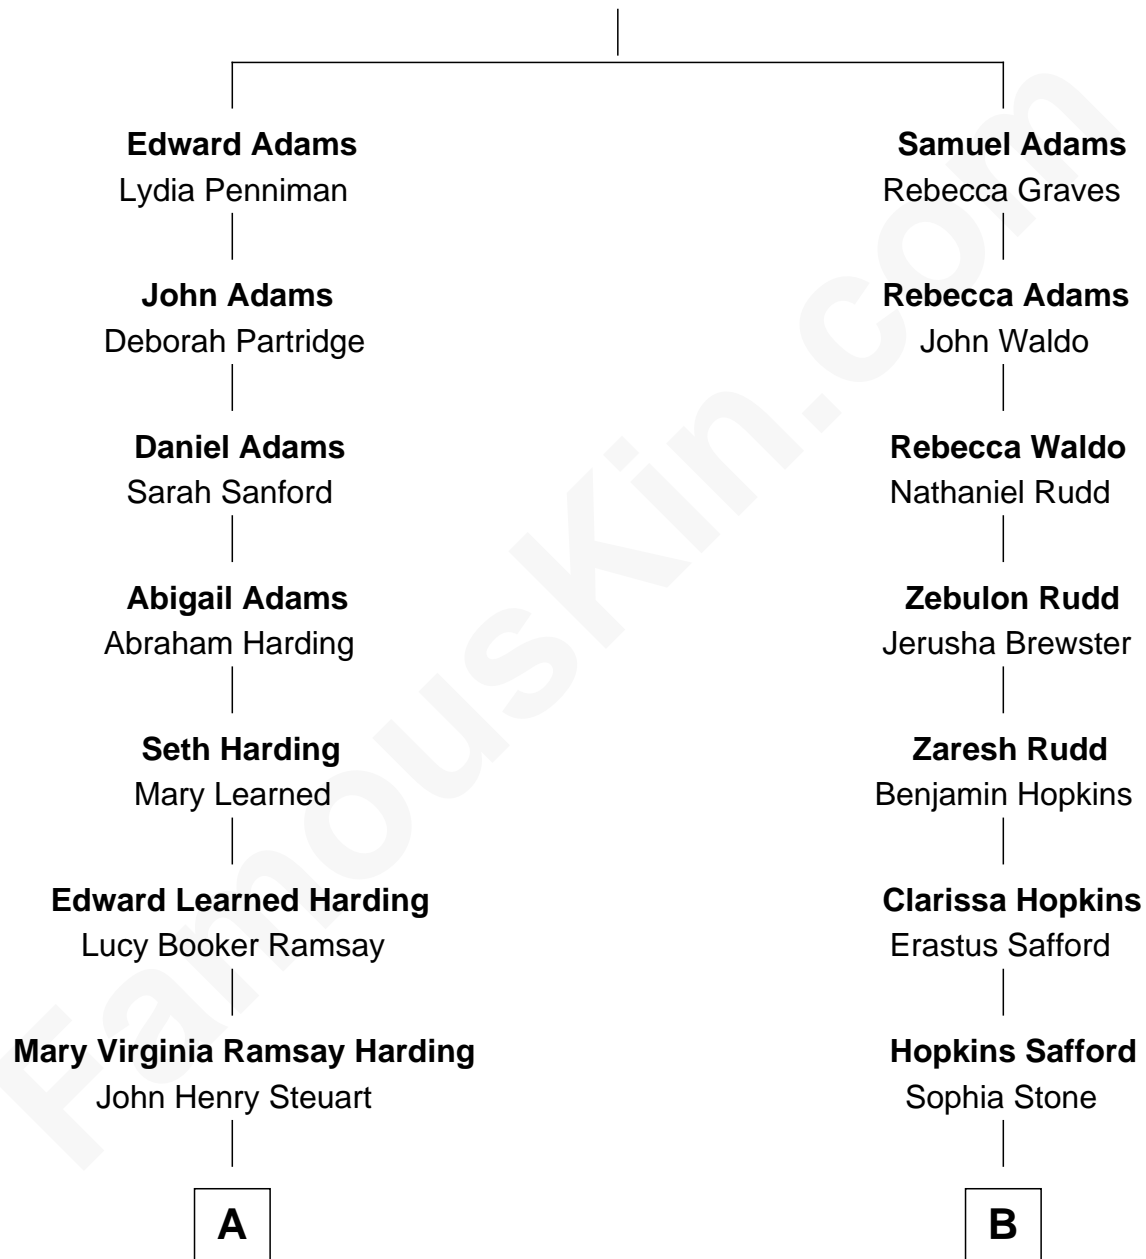 Edward Adams
Lydia Penniman
John Adams
Deborah Partridge
Daniel Adams
Sarah Sanford
Abigail Adams
Abraham Harding
Seth Harding
Mary Learned
Edward Learned Harding
Lucy Booker Ramsay
Mary Virginia Ramsay Harding
John Henry Steuart
A
Samuel Adams
Rebecca Graves
Rebecca Adams
John Waldo
Rebecca Waldo
Nathaniel Rudd
Zebulon Rudd
Jerusha Brewster
Zaresh Rudd
Benjamin Hopkins
Clarissa Hopkins
Erastus Safford
Hopkins Safford
Sophia Stone
B
FamousKin.com